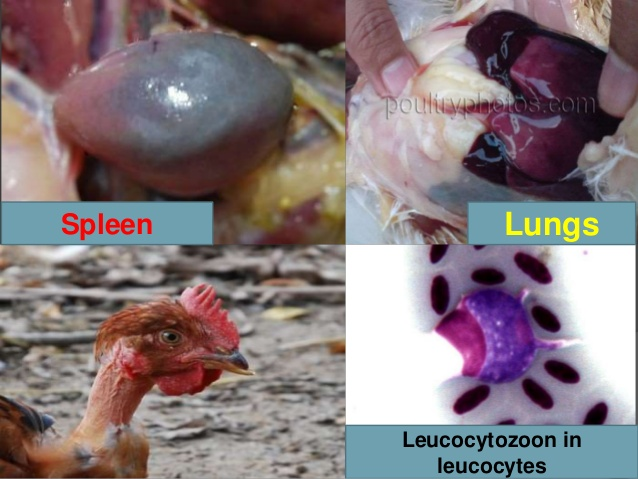 poultryphotos.com
Spleen
Lungs
Leucocytozoon in
leucocytes